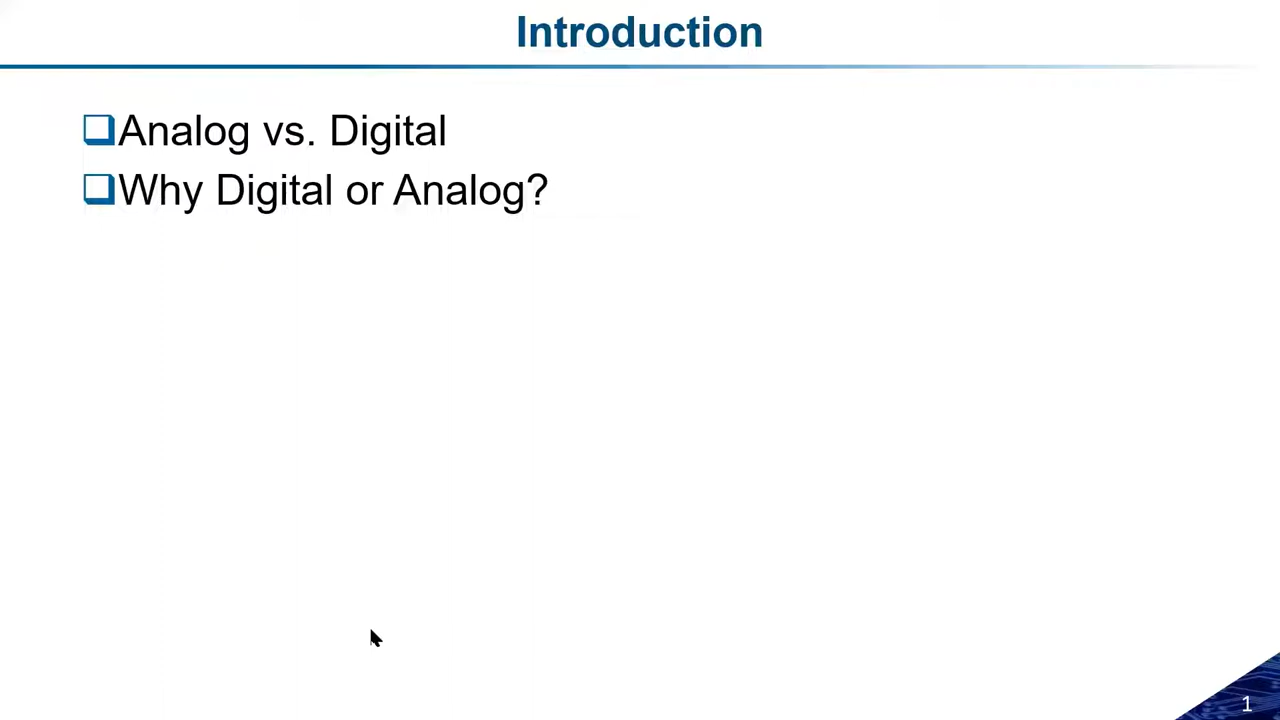 Introduction
❑Analog vs. Digital
❑Why Digital or Analog?
1